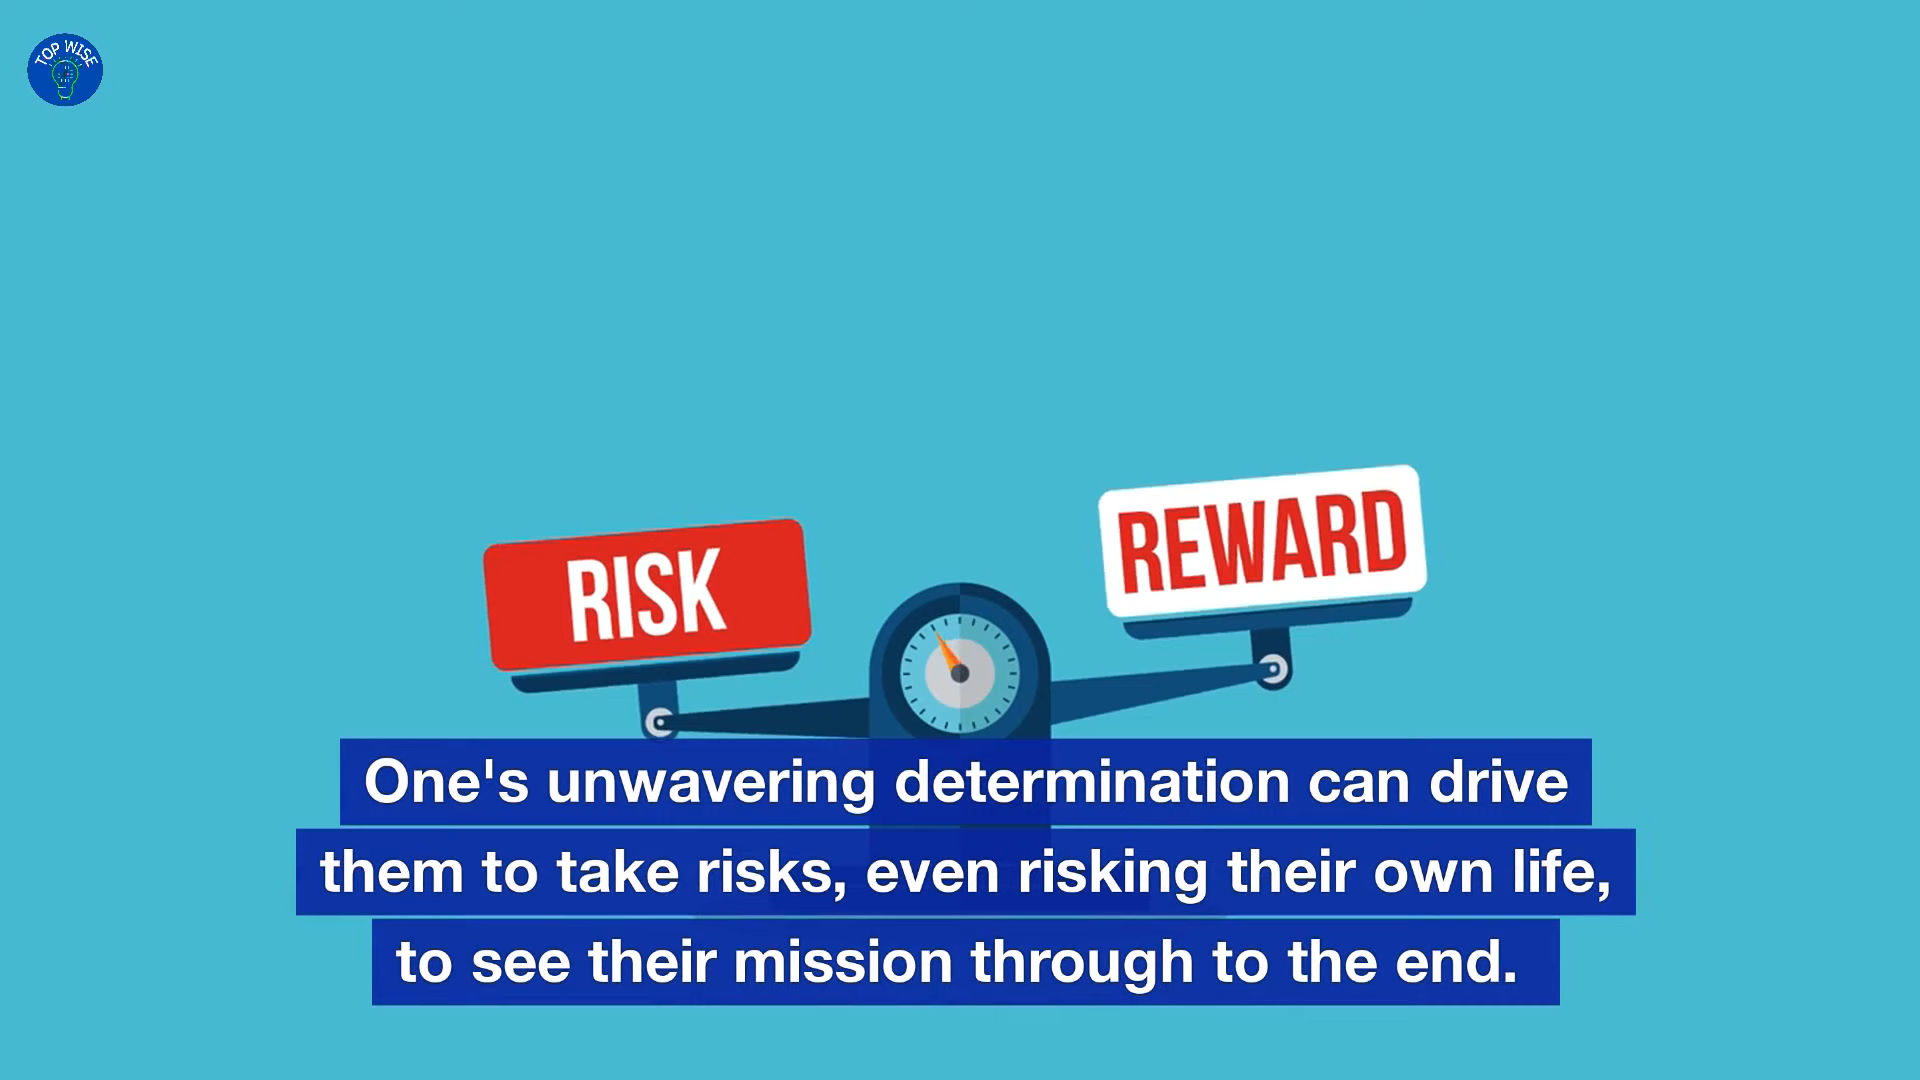 TOP WISE
REWARD
RISK
One's unwavering determination can drive
them to take risks, even risking their own life,
to see their mission through to the end.